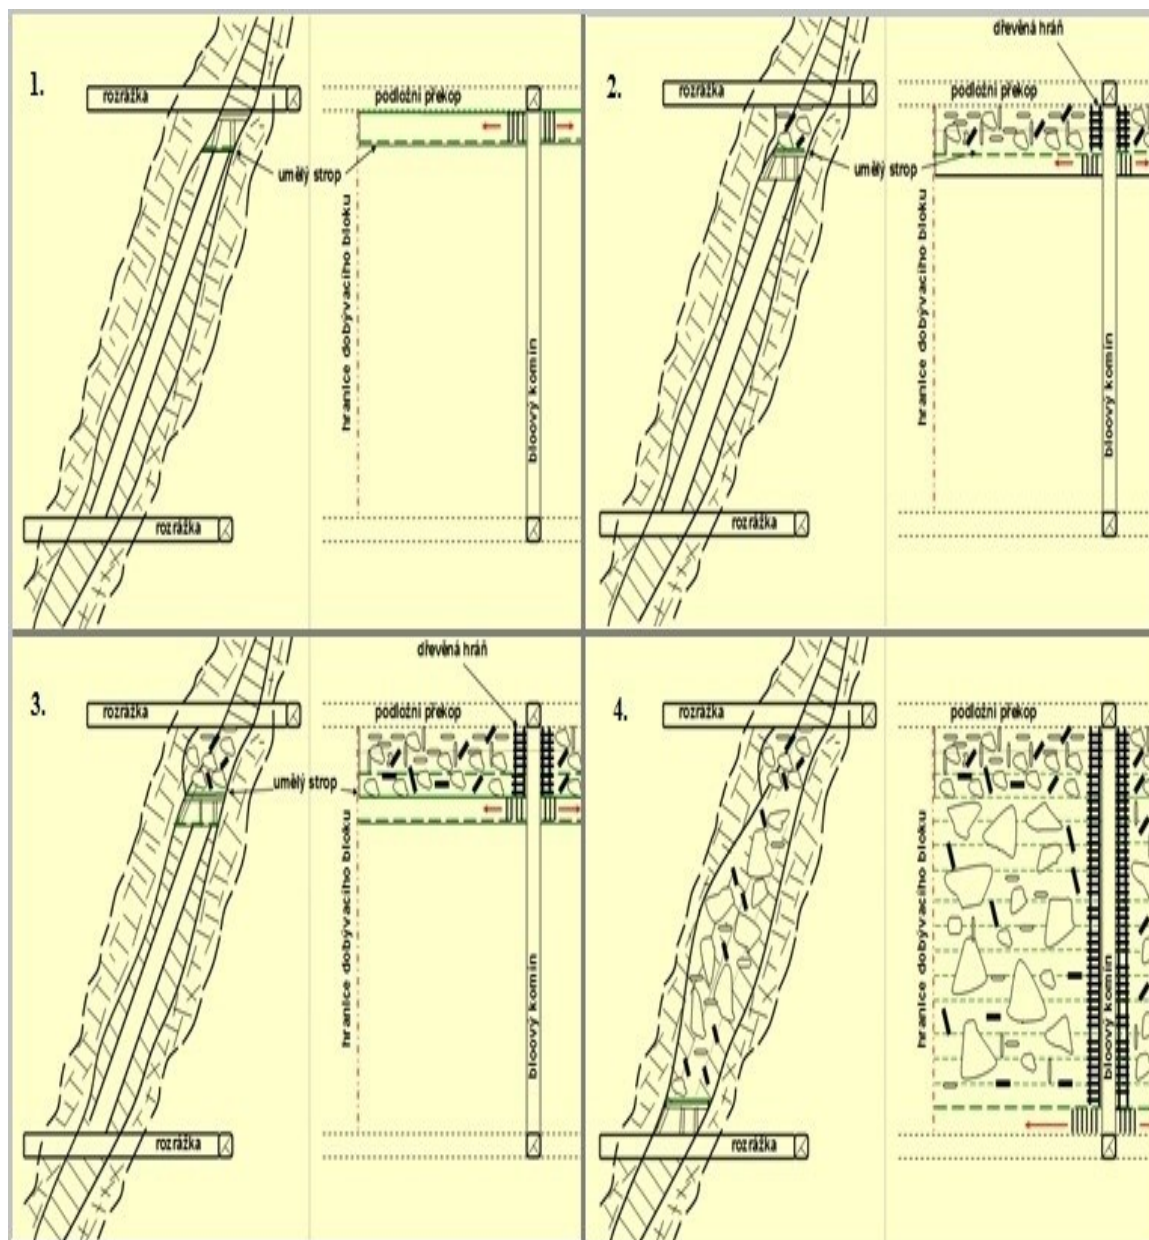 1.
rozrážka
podložní překop
umělý strop
hranice dobývacího bloku
bloový komín
rozrážka
2.
dřevěná hráň
rozrážka
podložní překop
umělý strop
hranice dobývacího bloku
bloový komín
rozrážka
3.
dřevěná hráň
rozrážka
podložní překop
umělý strop
hranice dobývacího bloku
bloový komín
rozrážka
4.
rozrážka
podložní překop
hranice dobývacího bloku
bloový komín
rozrážka